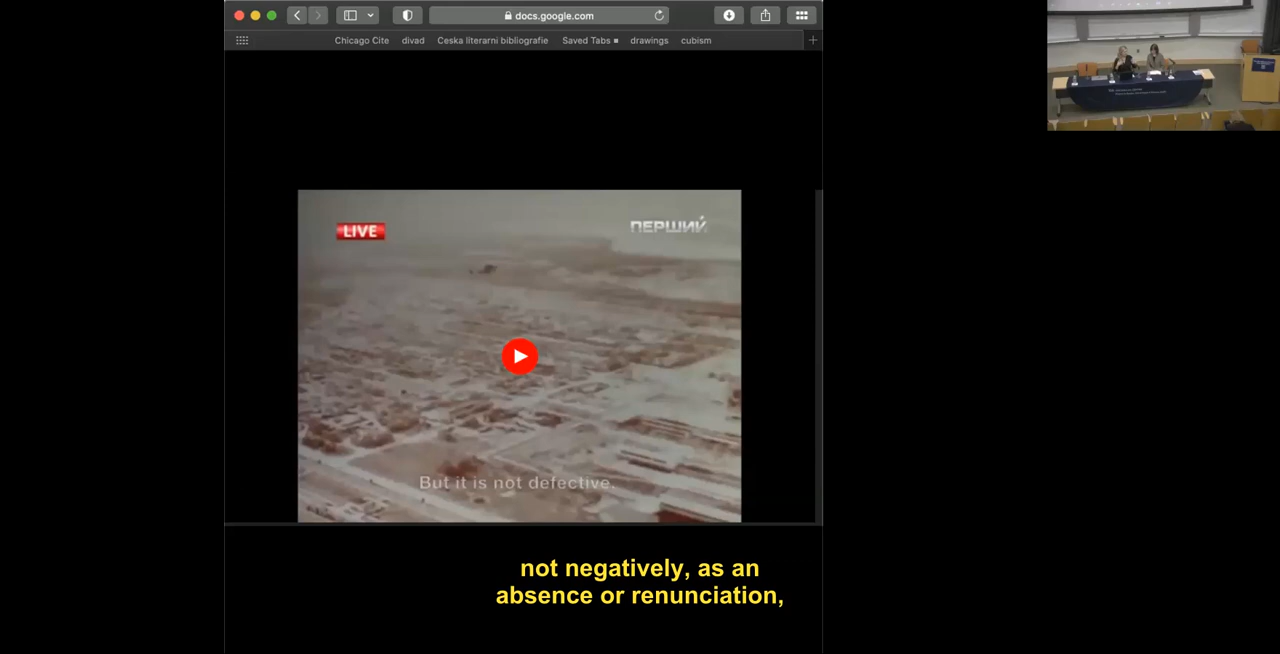 docs.google.com
Chicago Cite
divad
Ceska literarni bibliografie
Saved Tabs
drawings
cubism
LIVE
ПЕРШИЙ
But it is not defective.
not negatively, as an
absence or renunciation,